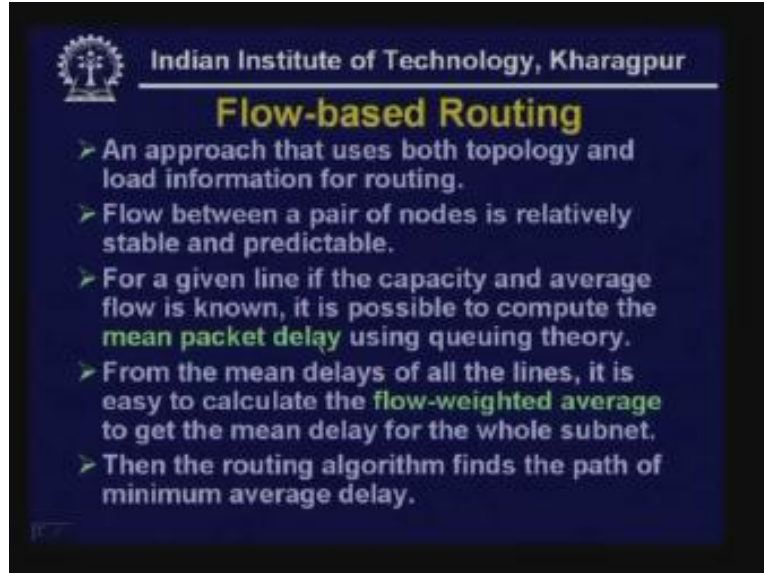 Indian Institute of Technology, Kharagpur
Flow-based Routing
➢ An approach that uses both topology and
load information for routing.
➢ Flow between a pair of nodes is relatively
stable and predictable.
➢ For a given line if the capacity and average
flow is known, it is possible to compute the
mean packet delay using queuing theory.
➢ From the mean delays of all the lines, it is
easy to calculate the flow-weighted average
to get the mean delay for the whole subnet.
➢ Then the routing algorithm finds the path of
minimum average delay.